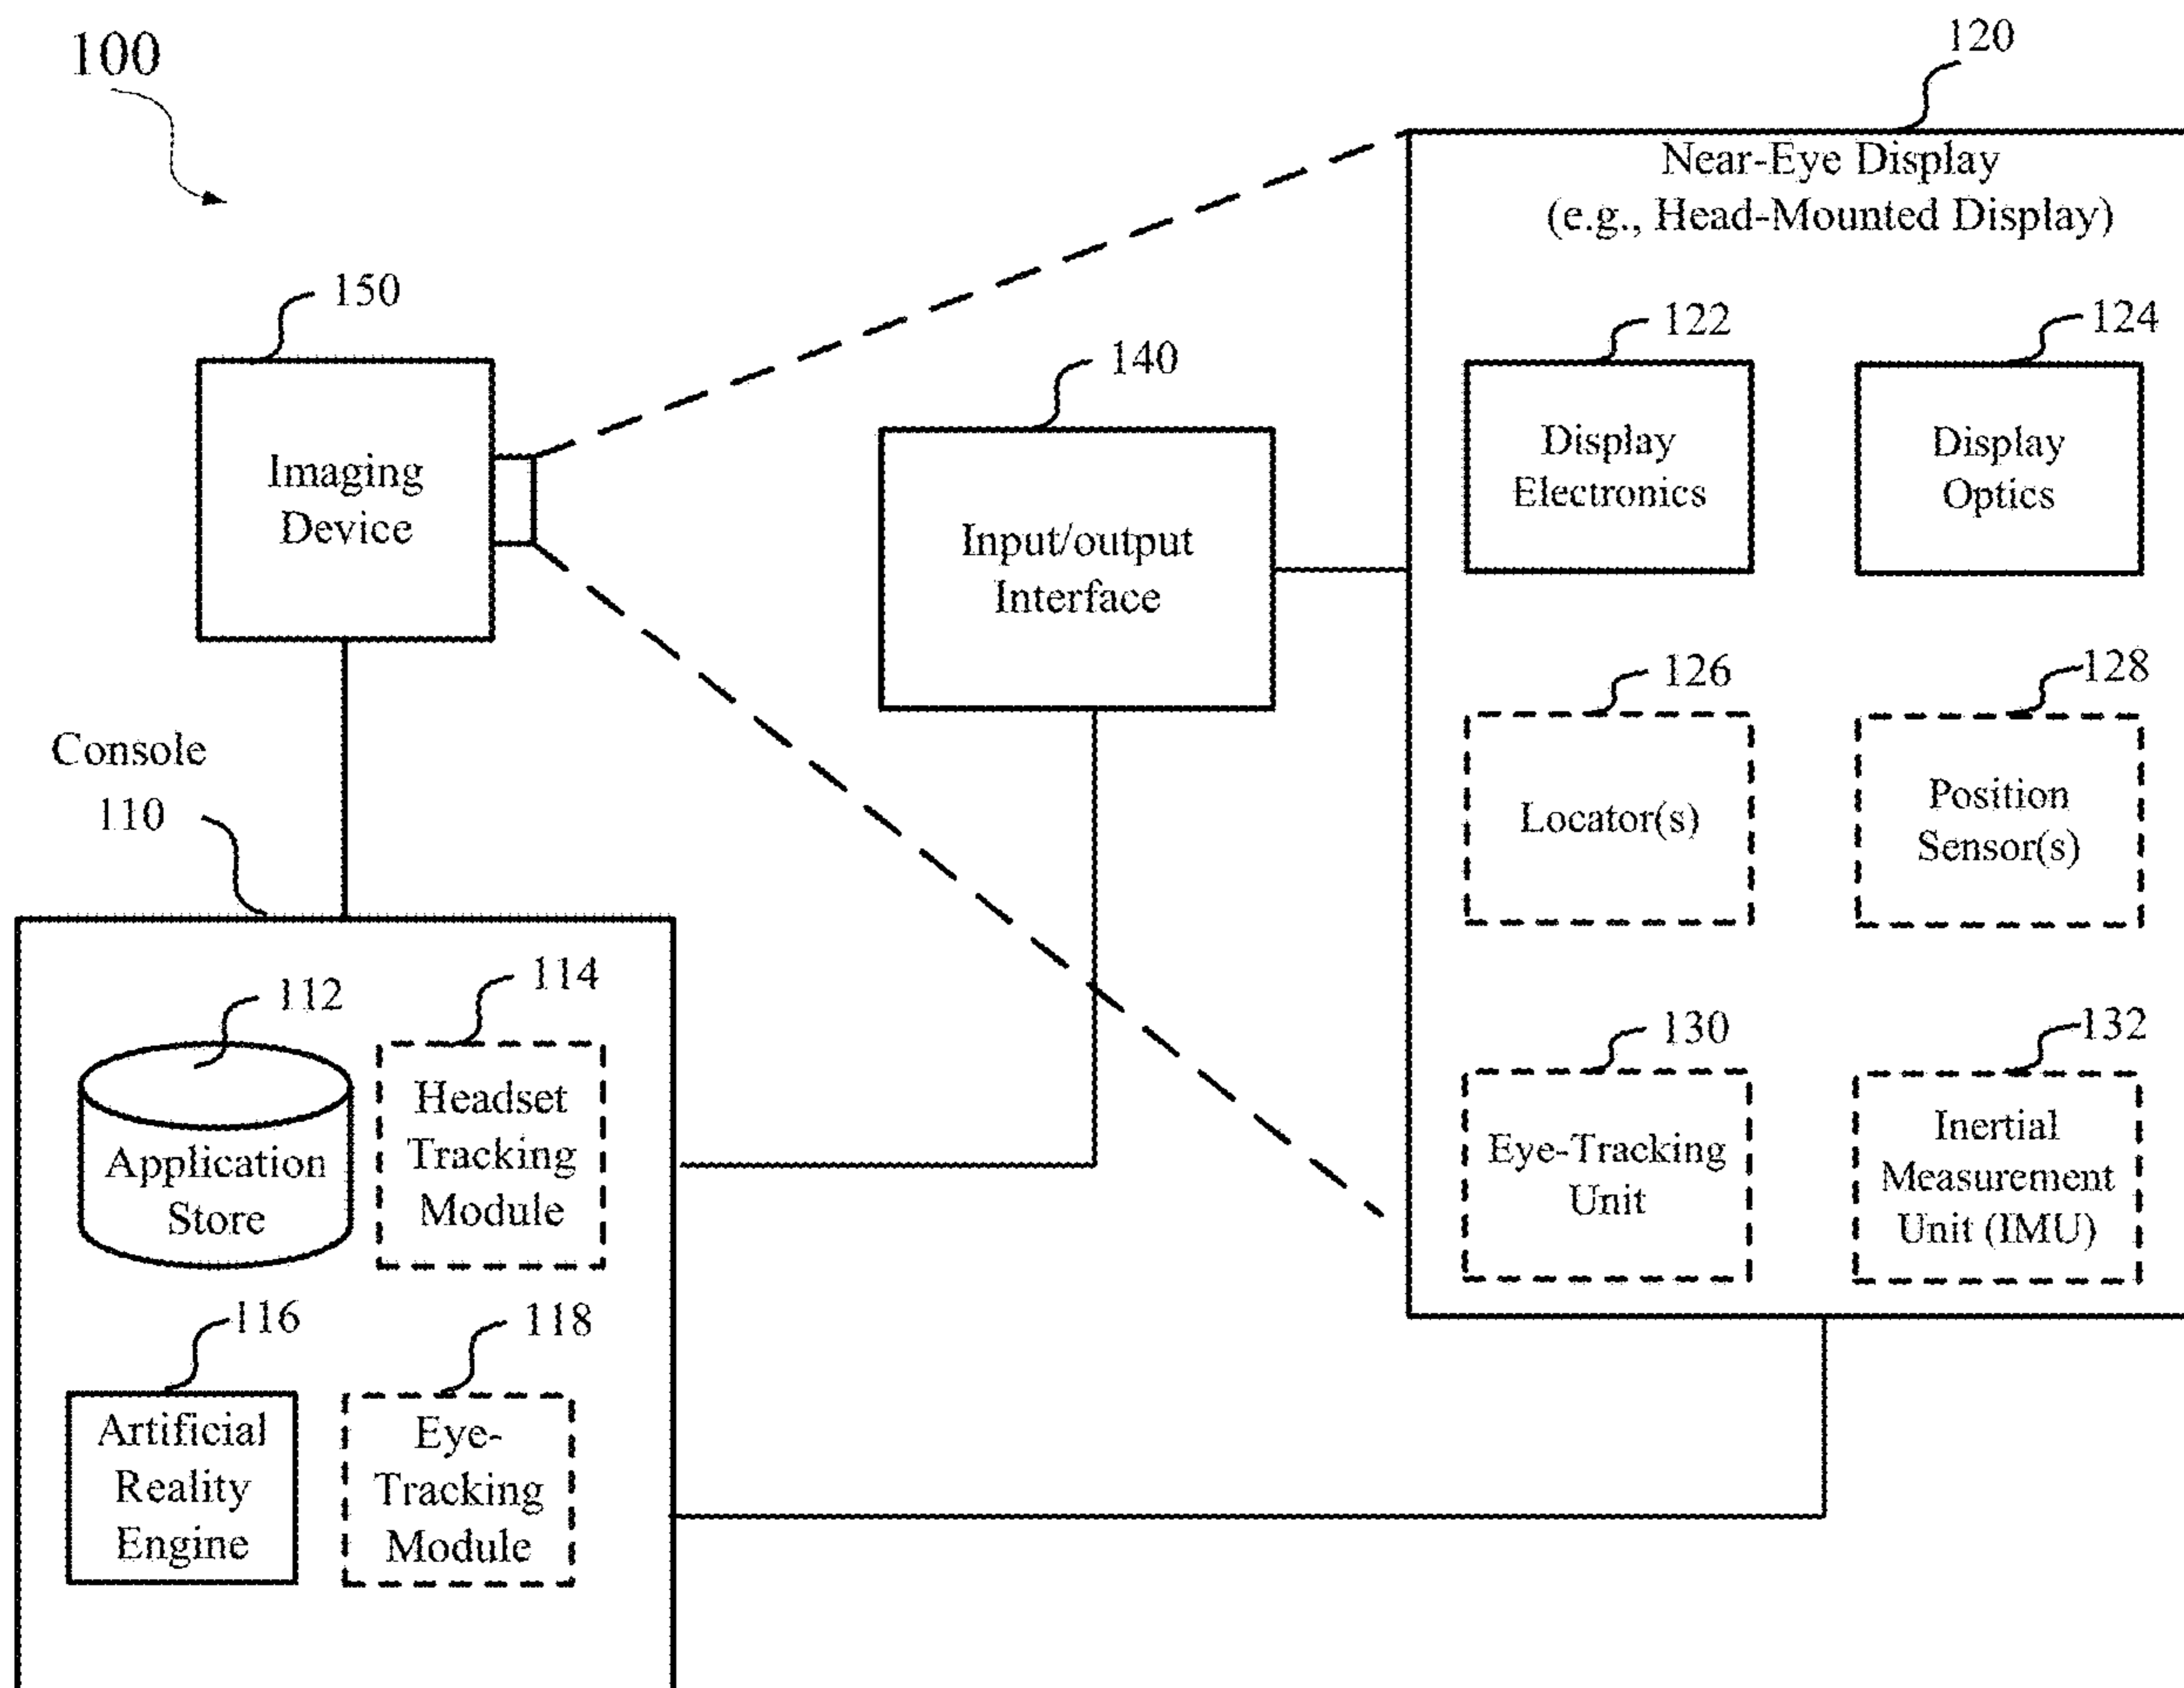 100
120
Near-Eye Display
(e.g., Head-Mounted Display)
150
Imaging
Device
140
Input/output
Interface
122
Display
Electronics
124
Display
Optics
126
Locator(s)
128
Position
Sensor(s)
130
Eye-Tracking
Unit
132
Inertial
Measurement
Unit (IMU)
Console
110
112
Application
Store
114
Headset
Tracking
Module
116
Artificial
Reality
Engine
118
Eye-
Tracking
Module